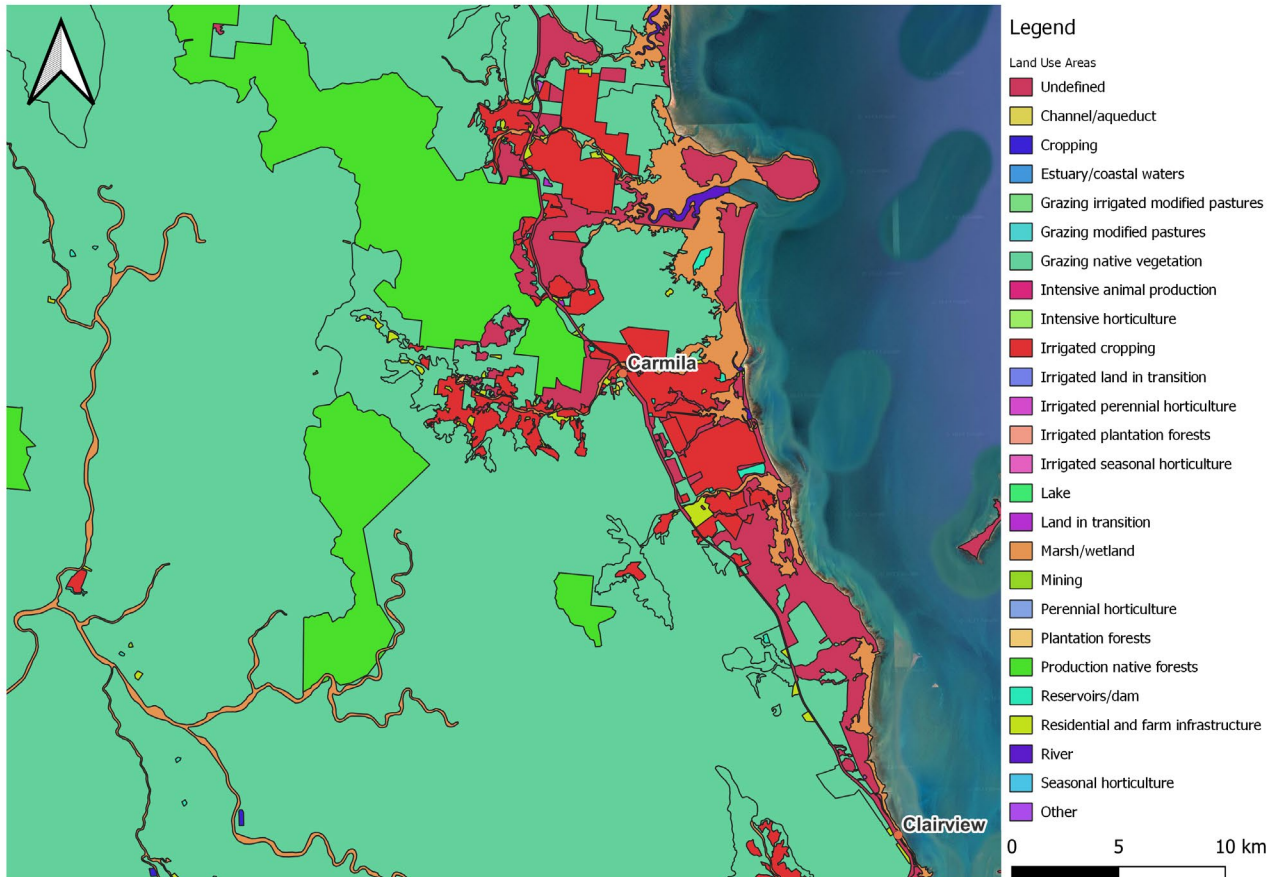 Legend
Land Use Areas
Undefined
Channel/aqueduct
Cropping
Estuary/coastal waters
Grazing irrigated modified pastures
Grazing modified pastures
Grazing native vegetation
Intensive animal production
Intensive horticulture
Irrigated cropping
Irrigated land in transition
Irrigated perennial horticulture
Irrigated plantation forests
Irrigated seasonal horticulture
Lake
Land in transition
Marsh/wetland
Mining
Perennial horticulture
Plantation forests
Production native forests
Reservoirs/dam
Residential and farm infrastructure
River
Seasonal horticulture
Other
0 5 10 km
Carmila
Clairview